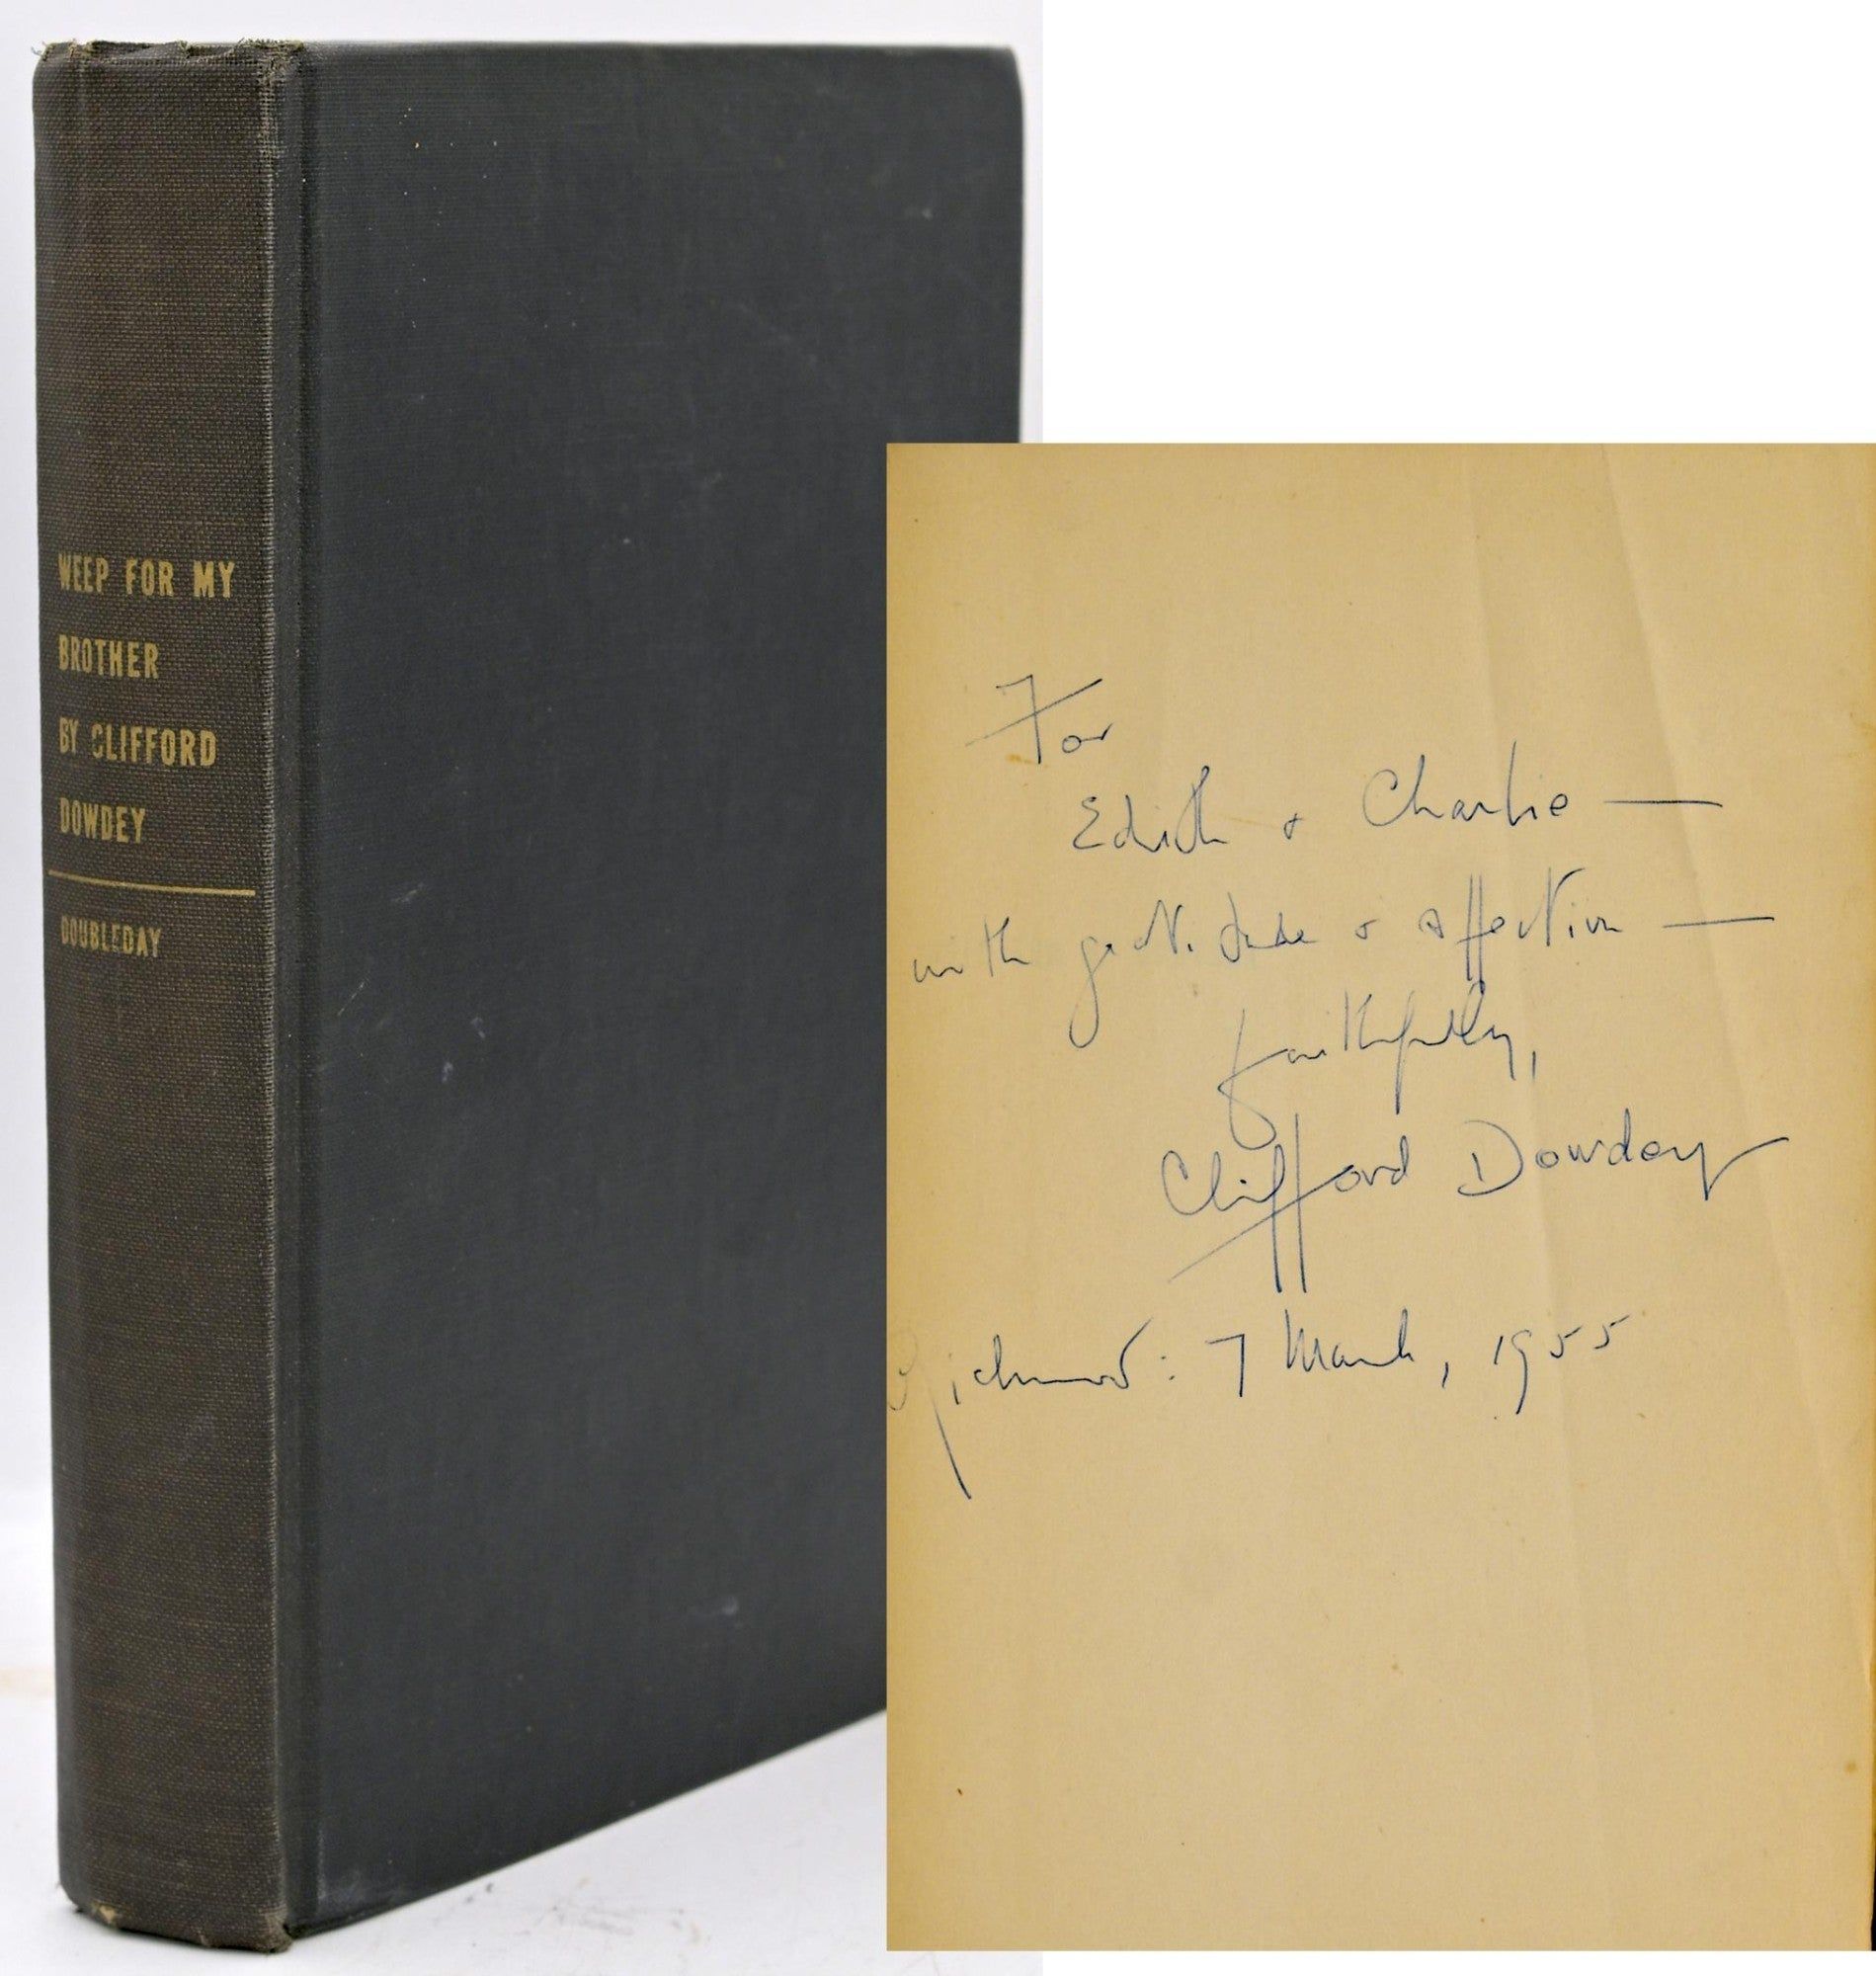 WEEP FOR MY
BROTHER
BY CLIFFORD
DOWDEY
DOUBLEDAY
For
Edith & Charlie —
with gratitude & affection —
faithfully,
Clifford Dowdey
Richmond: 7 March, 1955